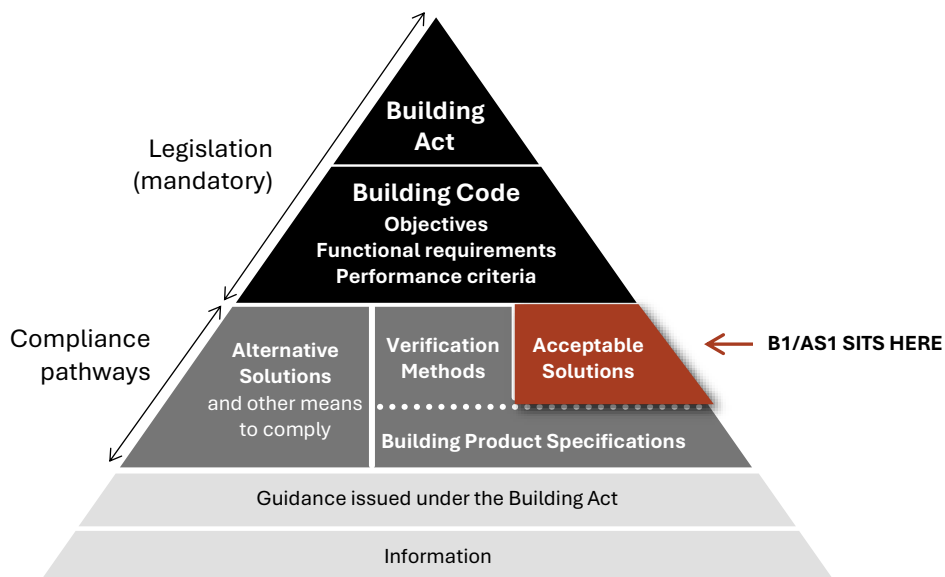 Building
Act
Legislation
(mandatory)
Building Code
Objectives
Functional requirements
Performance criteria
Compliance
pathways
Alternative
Solutions
and other means
to comply
Verification
Methods
Acceptable
Solutions
B1/AS1 SITS HERE
Building Product Specifications
Guidance issued under the Building Act
Information